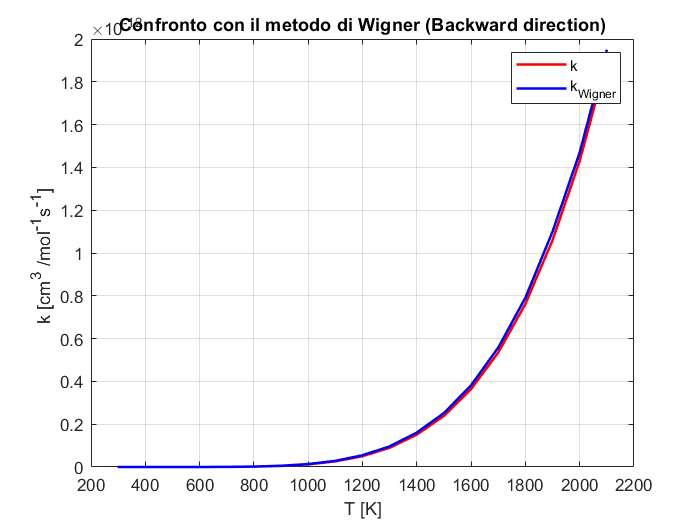 Confronto con il metodo di Wigner (Backward direction)
2
1.8
1.6
1.4
1.2
1
0.8
0.6
0.4
0.2
0
k [cm³ /mol⁻¹s⁻¹]
k
k_Wigner
200 400 600 800 1000 1200 1400 1600 1800 2000 2200
T [K]